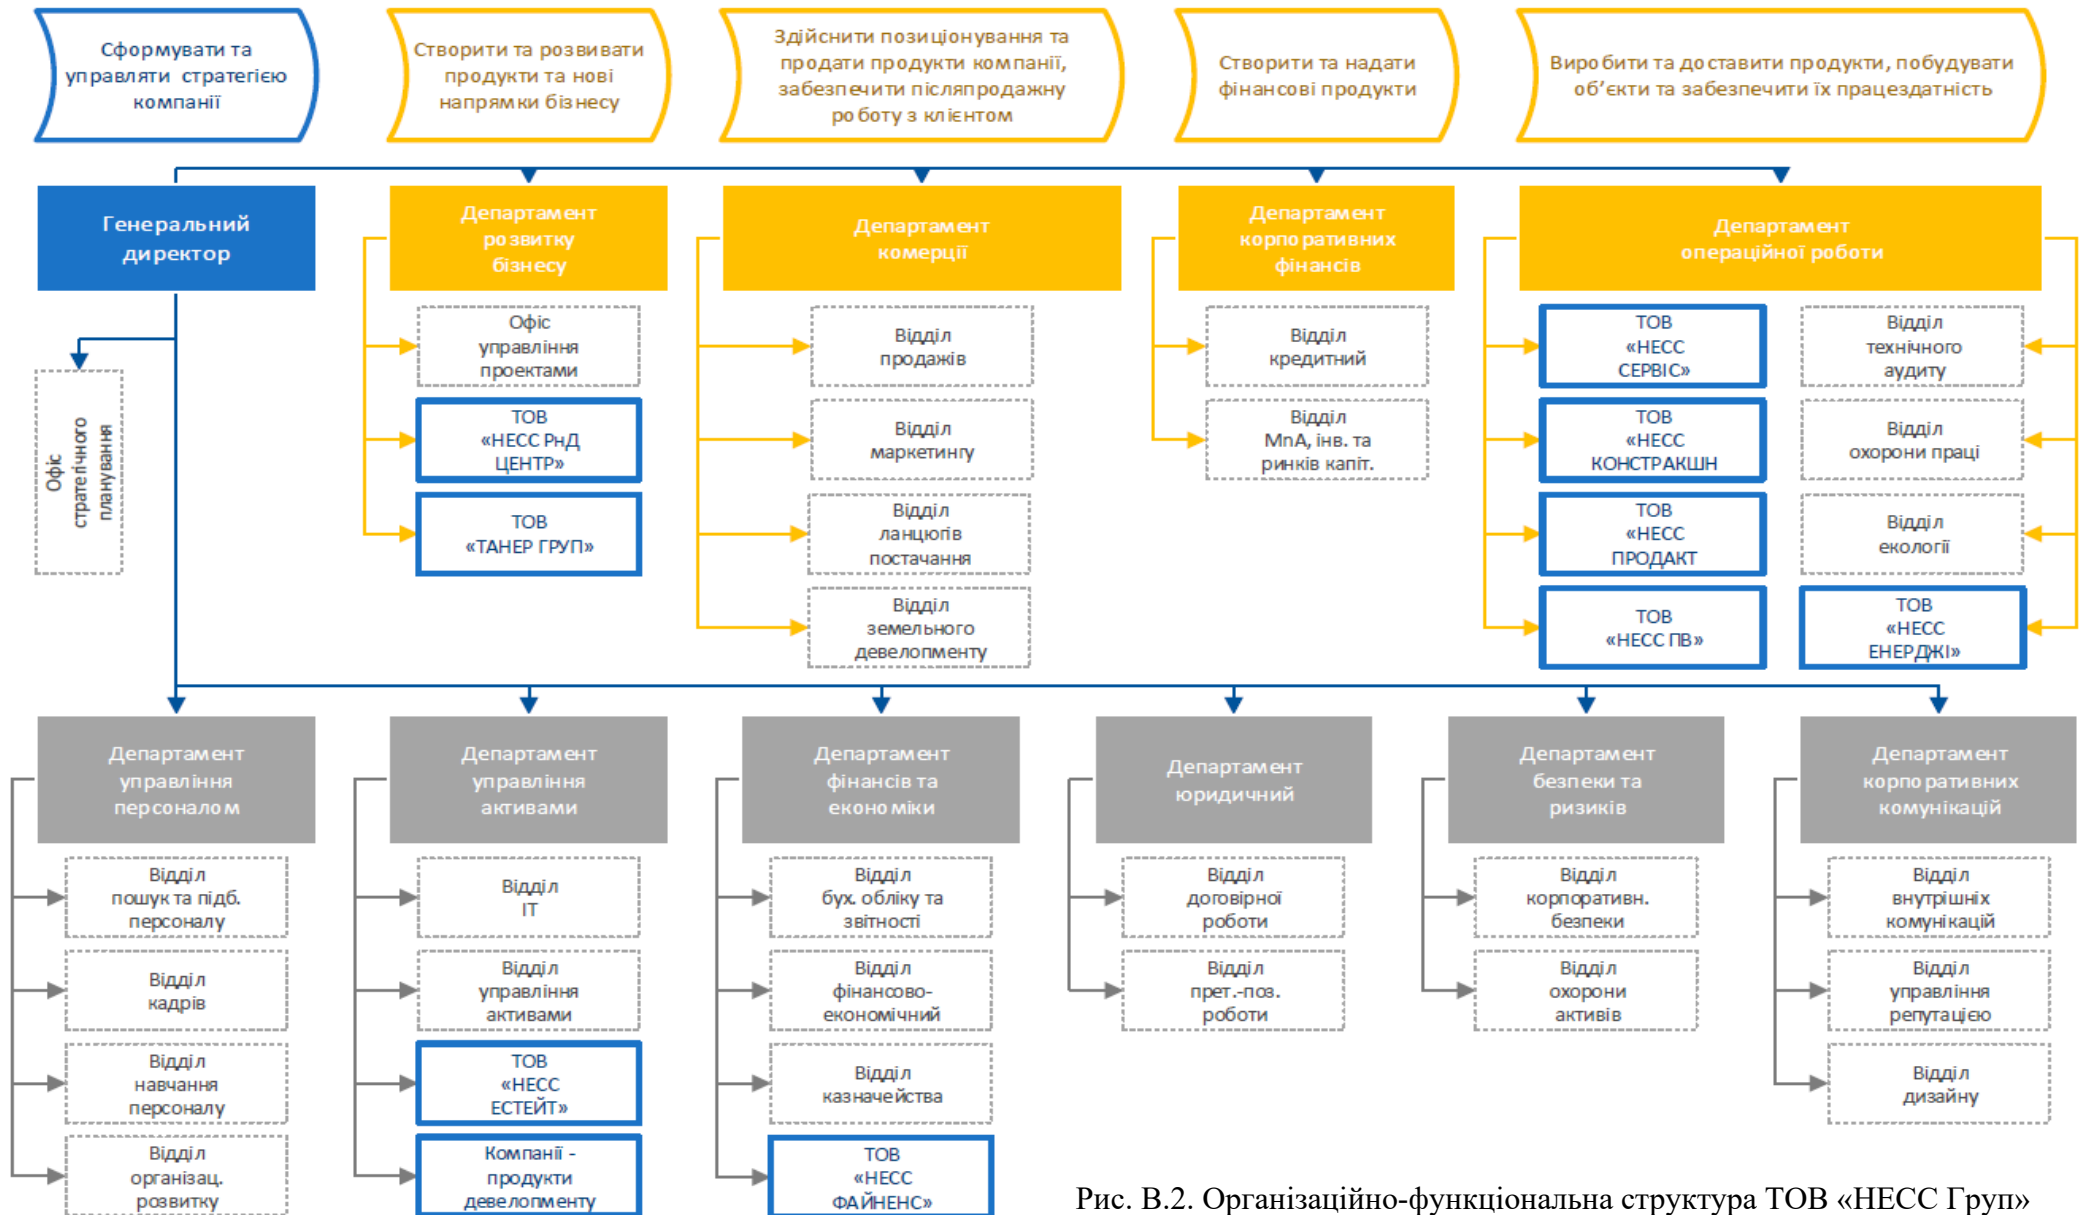 Сформувати та
управляти стратегією
компанії
Створити та розвивати
продукти та нові
напрямки бізнесу
Здійснити позиціонування та
продати продукти компанії,
забезпечити післяпродажну
роботу з клієнтом
Створити та надати
фінансові продукти
Виробити та доставити продукти, побудувати
об’єкти та забезпечити їх працездатність
Генеральний
директор
Департамент
розвитку
бізнесу
Департамент
комерції
Департамент
корпоративних
фінансів
Департамент
операційної роботи
Офіс
стратегічного
планування
Офіс
управління
проектами
ТОВ
«НЕСС РнД
ЦЕНТР»
ТОВ
«ТАНЕР ГРУП»
Відділ
продажів
Відділ
маркетингу
Відділ
ланцюгів
постачання
Відділ
земельного
девелопменту
Відділ
кредитний
Відділ
МпА, інв. та
ринків капіт.
ТОВ
«НЕСС
СЕРВІС»
ТОВ
«НЕСС
КОНСТРАКШН
ТОВ
«НЕСС
ПРОДАКТ
ТОВ
«НЕСС ПВ»
Відділ
технічного
аудиту
Відділ
охорони праці
Відділ
екології
ТОВ
«НЕСС
ЕНЕРДЖІ»
Департамент
управління
персоналом
Департамент
управління
активами
Департамент
фінансів та
економіки
Департамент
юридичний
Департамент
безпеки та
ризиків
Департамент
корпоративних
комунікацій
Відділ
пошук та підб.
персоналу
Відділ
кадрів
Відділ
навчання
персоналу
Відділ
організац.
розвитку
Відділ
ІТ
Відділ
управління
активами
ТОВ
«НЕСС
ЕСТЕЙТ»
Компанії -
продукти
девелопменту
Відділ
бух. обліку та
звітності
Відділ
фінансово-
економічний
Відділ
казначейства
ТОВ
«НЕСС
ФАЙНЕНС»
Відділ
договірної
роботи
Відділ
прет.-поз.
роботи
Відділ
корпоративн.
безпеки
Відділ
охорони
активів
Відділ
внутрішніх
комунікацій
Відділ
управління
репутацією
Відділ
дизайну
Рис. В.2. Організаційно-функціональна структура ТОВ «НЕСС Груп»